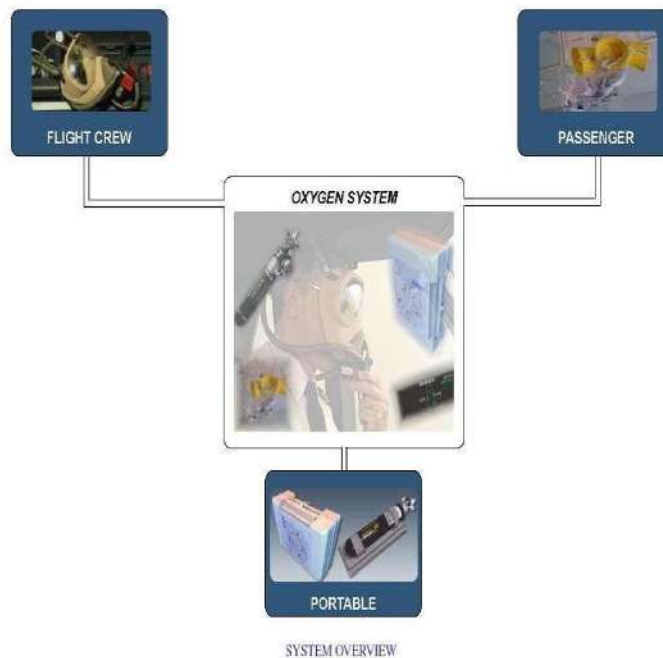 FLIGHT CREW
PASSENGER
OXYGEN SYSTEM
PORTABLE
SYSTEM OVERVIEW